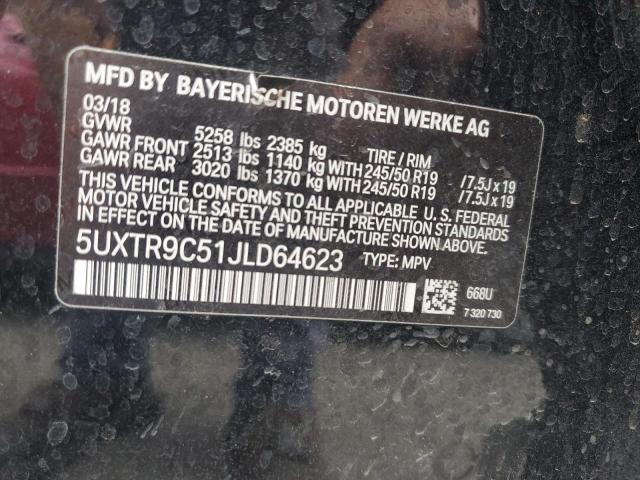 MFD BY BAYERISCHE MOTOREN WERKE AG
03/18
GVWR 5258 lbs 2385 kg TIRE / RIM
GAWR FRONT 2513 lbs 1140 kg WITH 245/50 R19 / 7.5J x 19
GAWR REAR 3020 lbs 1370 kg WITH 245/50 R19 / 7.5J x 19
THIS VEHICLE CONFORMS TO ALL APPLICABLE U. S. FEDERAL
MOTOR VEHICLE SAFETY AND THEFT PREVENTION STANDARDS
IN EFFECT ON THE DATE OF MANUFACTURE SHOWN ABOVE.
5UXTR9C51JLD64623 TYPE: MPV
668U
7 320 730